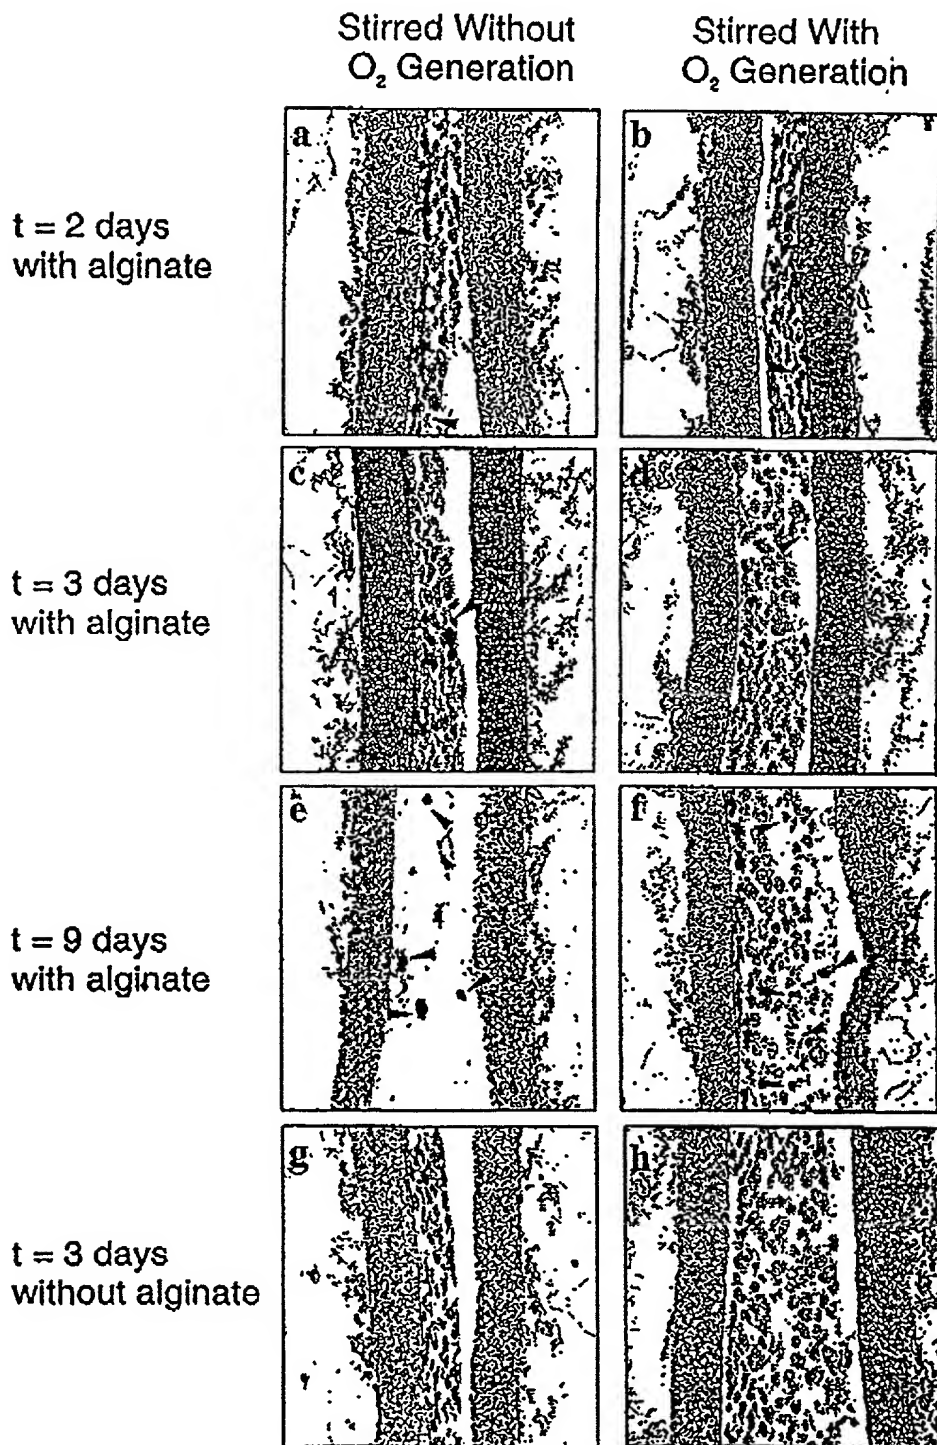 Stirred Without
O₂ Generation
Stirred With
O₂ Generation
t = 2 days
with alginate
a
b
t = 3 days
with alginate
c
d
t = 9 days
with alginate
e
f
t = 3 days
without alginate
g
h